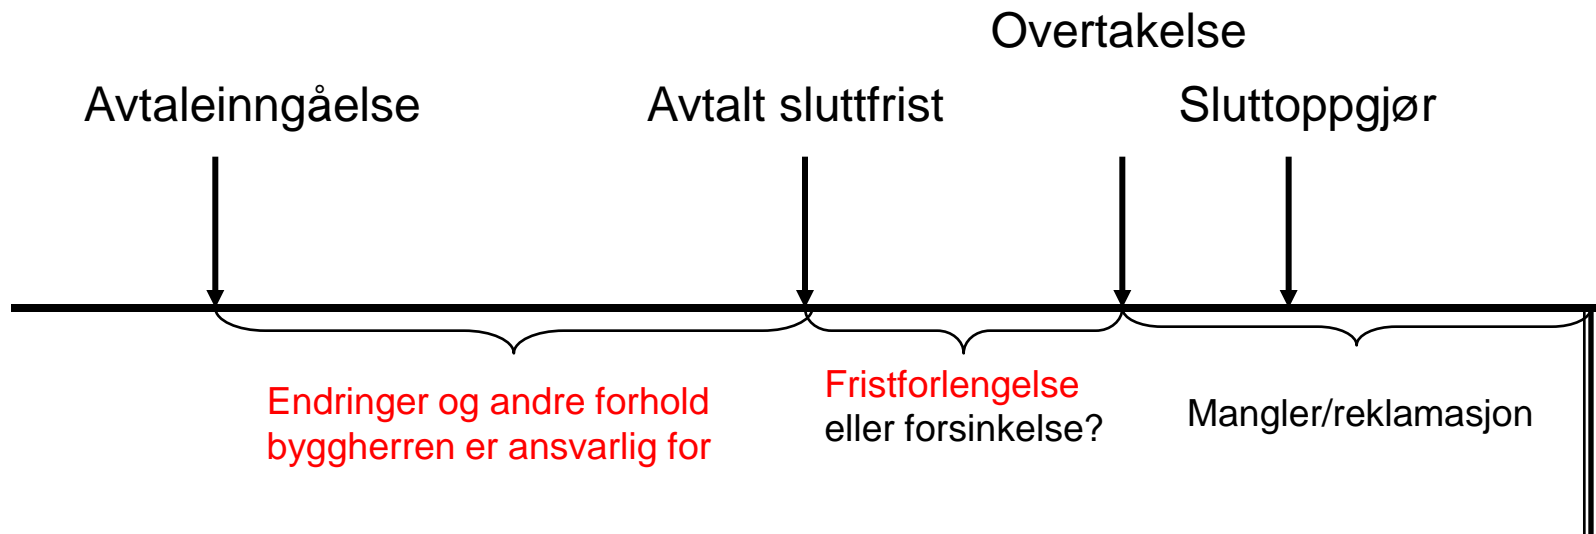 Overtakelse
Avtaleinngåelse
Avtalt sluttfrist
Sluttoppgjør
Endringer og andre forhold
byggherren er ansvarlig for
Fristforlengelse
eller forsinkelse?
Mangler/reklamasjon